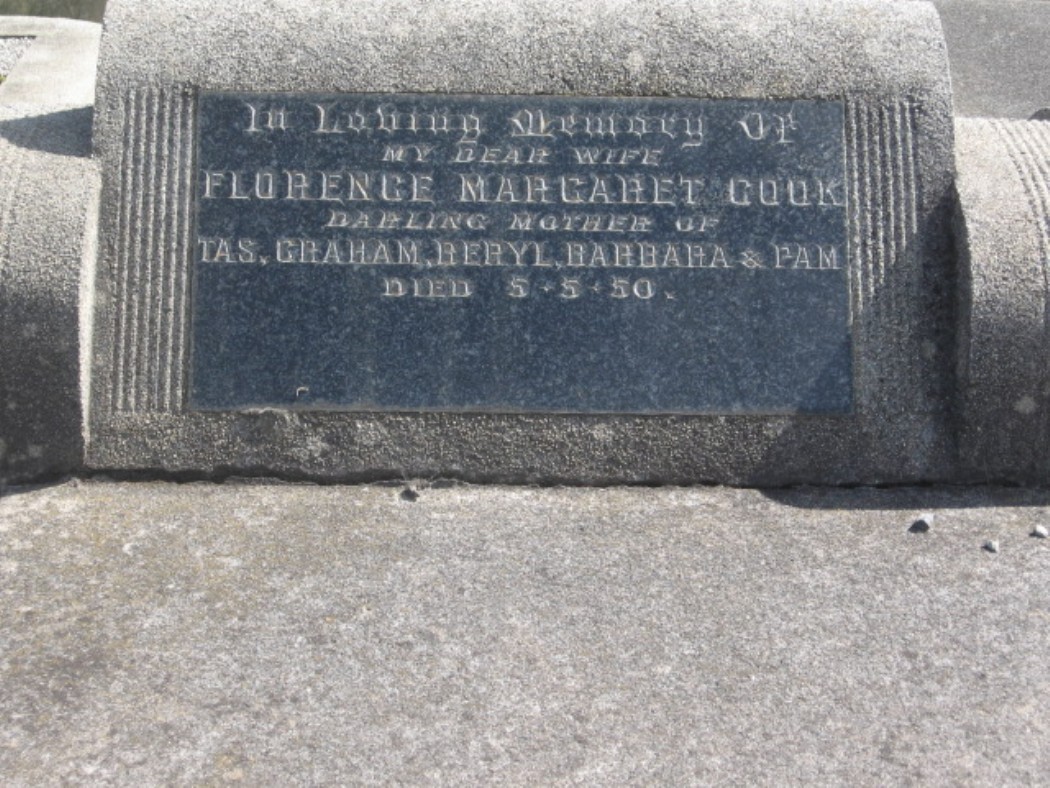 In Loving Memory Of
MY DEAR WIFE
FLORENCE MARGARET COOK
DARLING MOTHER OF
TAS, GRAHAM, BERYL, BARBARA & PAM
DIED 5·5·50.